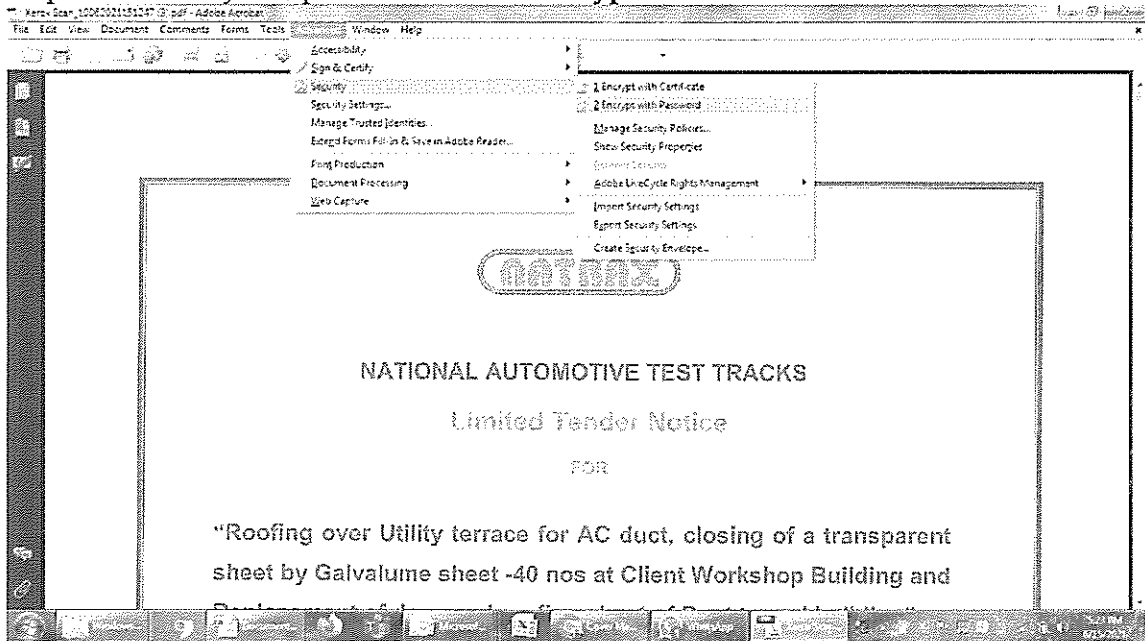 File Edit View Document Comments Forms Tools Window Help
Accessibility
Sign & Certify
Security
Security Settings...
Manage Trusted Identities...
Extend Forms Fill-in & Save in Adobe Reader...
Print Production
Document Processing
Web Capture
1 Encrypt with Certificate
2 Encrypt with Password
Manage Security Policies...
Show Security Properties
Adobe LiveCycle Rights Management
Import Security Settings
Export Security Settings
Create Security Envelope...
NATRAX
NATIONAL AUTOMOTIVE TEST TRACKS
Limited Tender Notice
FOR
“Roofing over Utility terrace for AC duct, closing of a transparent
sheet by Galvalume sheet -40 nos at Client Workshop Building and